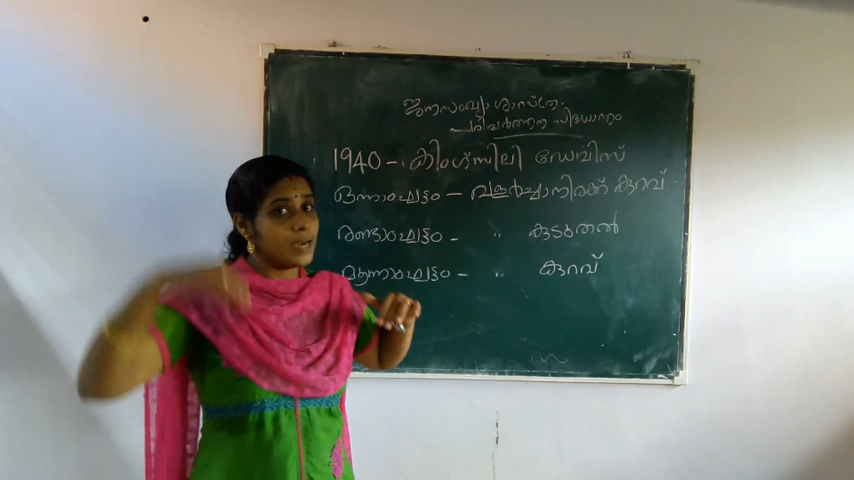 ജനസംഖ്യാശാസ്ത്ര
പരിവർത്തന സിദ്ധാന്തം
1940 - കിംഗ്സിലി ഡേവിസ്
ഒന്നാംഘട്ടം - വളർച്ചാനിരക്ക് കുറവ്
രണ്ടാംഘട്ടം - " കൂടുതൽ
മൂന്നാംഘട്ടം - " കുറവ്